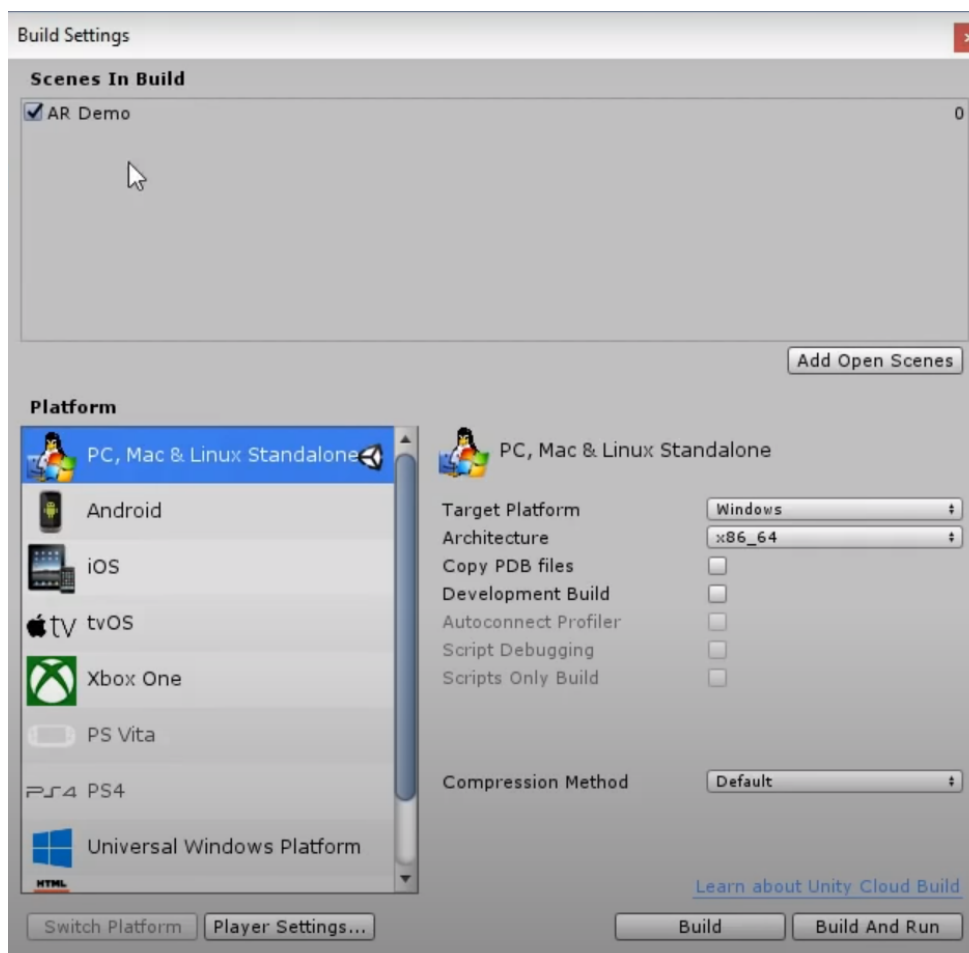 Build Settings
Scenes In Build
AR Demo 0
Add Open Scenes
Platform
PC, Mac & Linux Standalone
Android
iOS
tv tvOS
Xbox One
PS Vita
PS4 PS4
Universal Windows Platform
HTML
PC, Mac & Linux Standalone
Target Platform Windows
Architecture x86_64
Copy PDB files
Development Build
Autoconnect Profiler
Script Debugging
Scripts Only Build
Compression Method Default
Learn about Unity Cloud Build
Switch Platform Player Settings... Build Build And Run